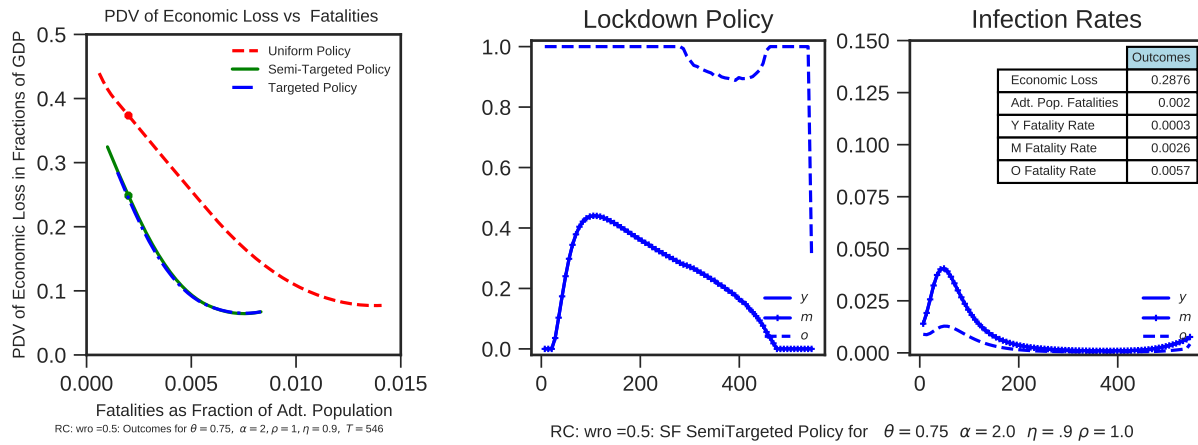 PDV of Economic Loss vs Fatalities
PDV of Economic Loss in Fractions of GDP
0.5
0.4
0.3
0.2
0.1
0.0
Uniform Policy
Semi-Targeted Policy
Targeted Policy
0.000
0.005
0.010
0.015
Fatalities as Fraction of Adt. Population
RC: wro =0.5: Outcomes for θ = 0.75, α = 2, ρ = 1, η = 0.9, T = 546
Lockdown Policy
1.0
0.8
0.6
0.4
0.2
0.0
y
m
o
0
200
400
Infection Rates
0.150
0.125
0.100
0.075
0.050
0.025
0.000
Outcomes
Economic Loss 0.2876
Adt. Pop. Fatalities 0.002
Y Fatality Rate 0.0003
M Fatality Rate 0.0026
O Fatality Rate 0.0057
y
m
o
0
200
400
RC: wro =0.5: SF SemiTargeted Policy for θ = 0.75 α = 2.0 η = .9 ρ = 1.0